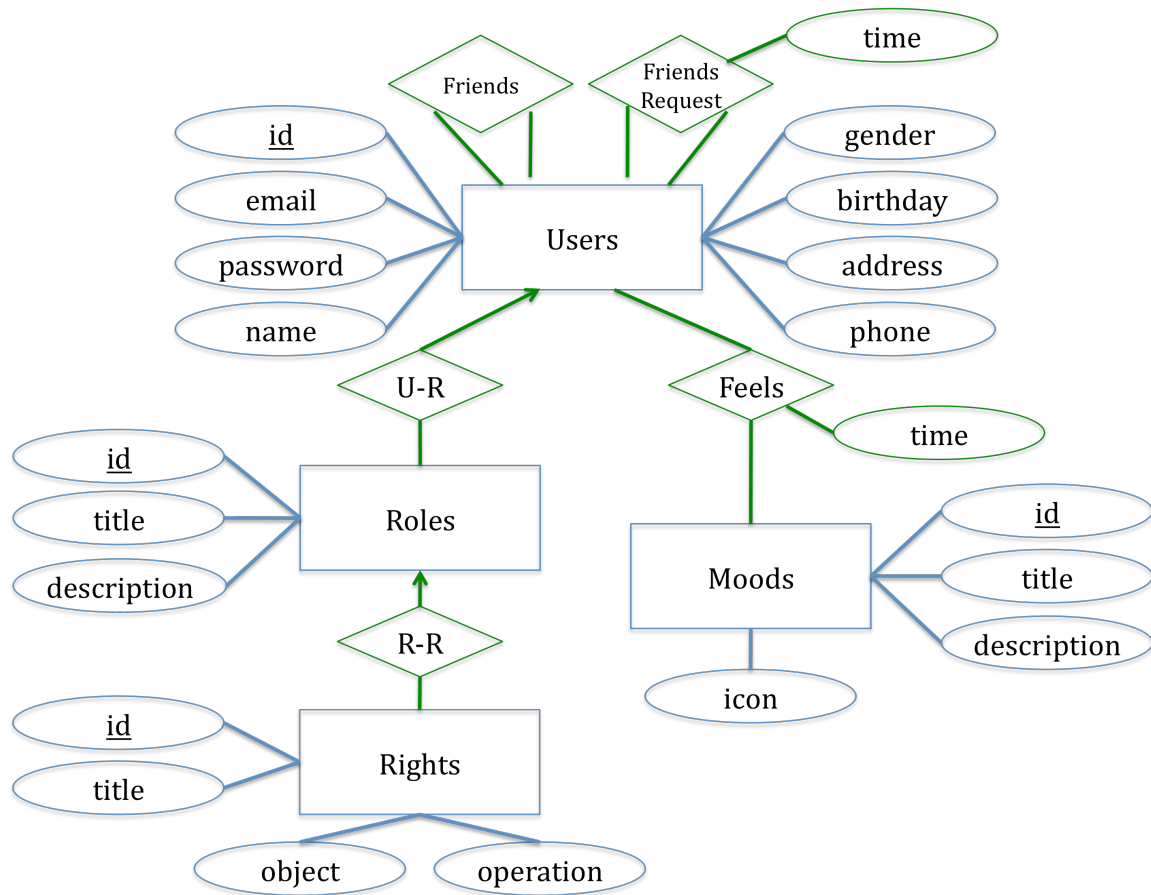 time
Friends
Friends
Request
id
gender
email
birthday
Users
password
address
name
phone
U-R
Feels
time
id
title
Roles
description
id
title
Moods
description
R-R
icon
id
title
Rights
object
operation